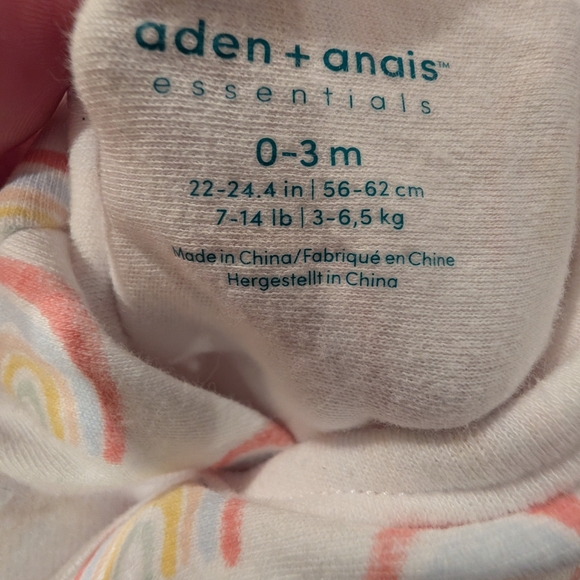 aden + anais™
essentials
0-3 m
22-24.4 in | 56-62 cm
7-14 lb | 3-6,5 kg
Made in China/Fabriqué en Chine
Hergestellt in China